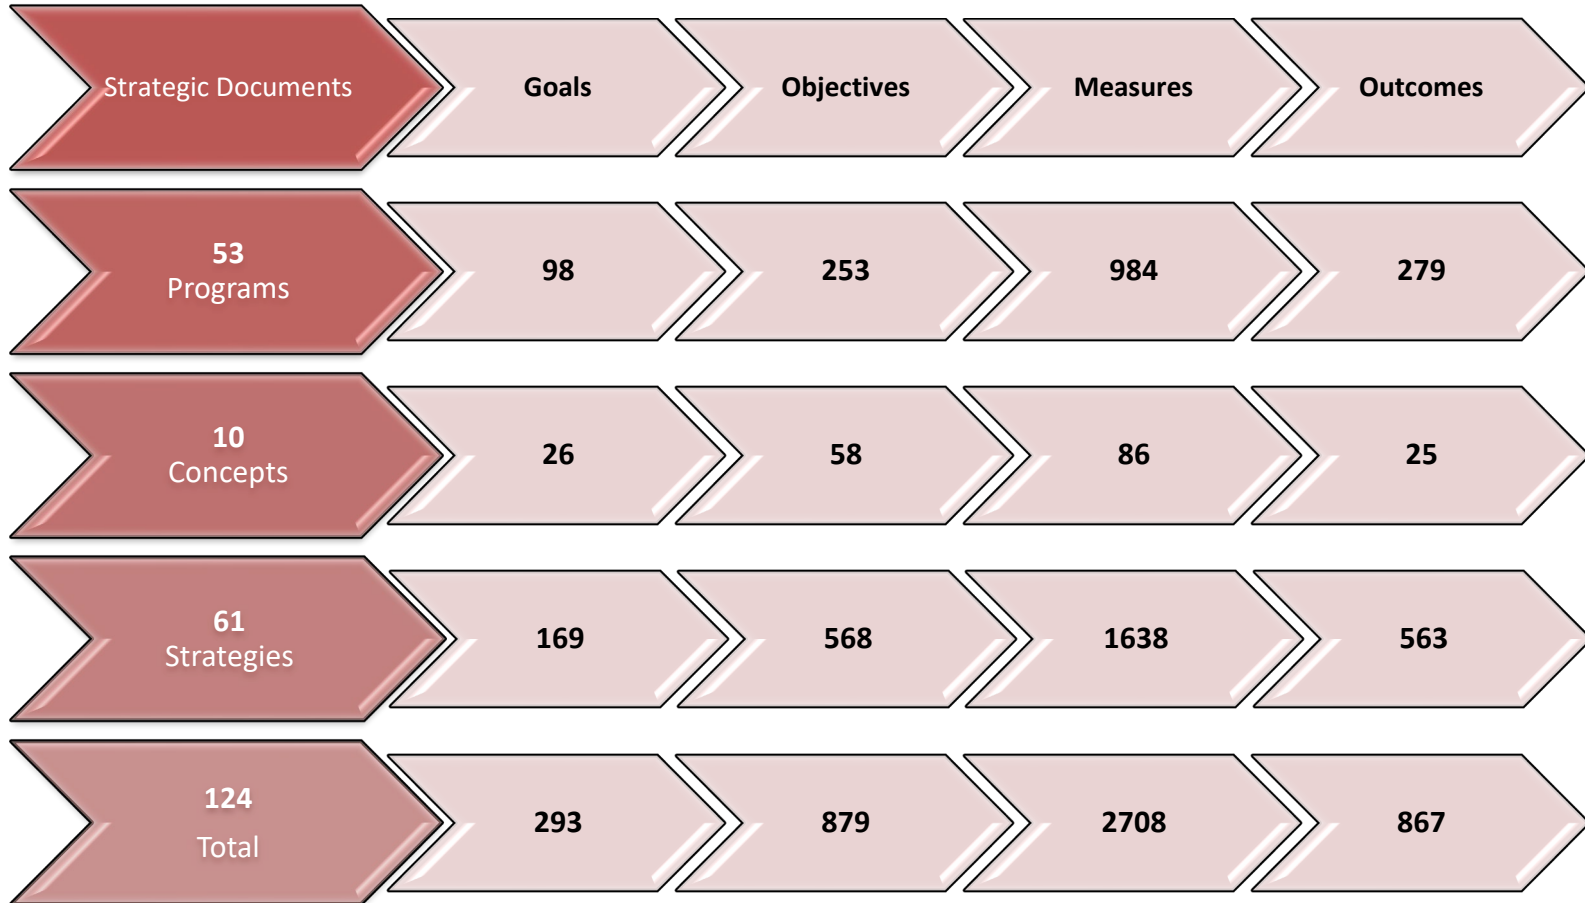 Strategic Documents
Goals
Objectives
Measures
Outcomes
53
Programs
98
253
984
279
10
Concepts
26
58
86
25
61
Strategies
169
568
1638
563
124
Total
293
879
2708
867